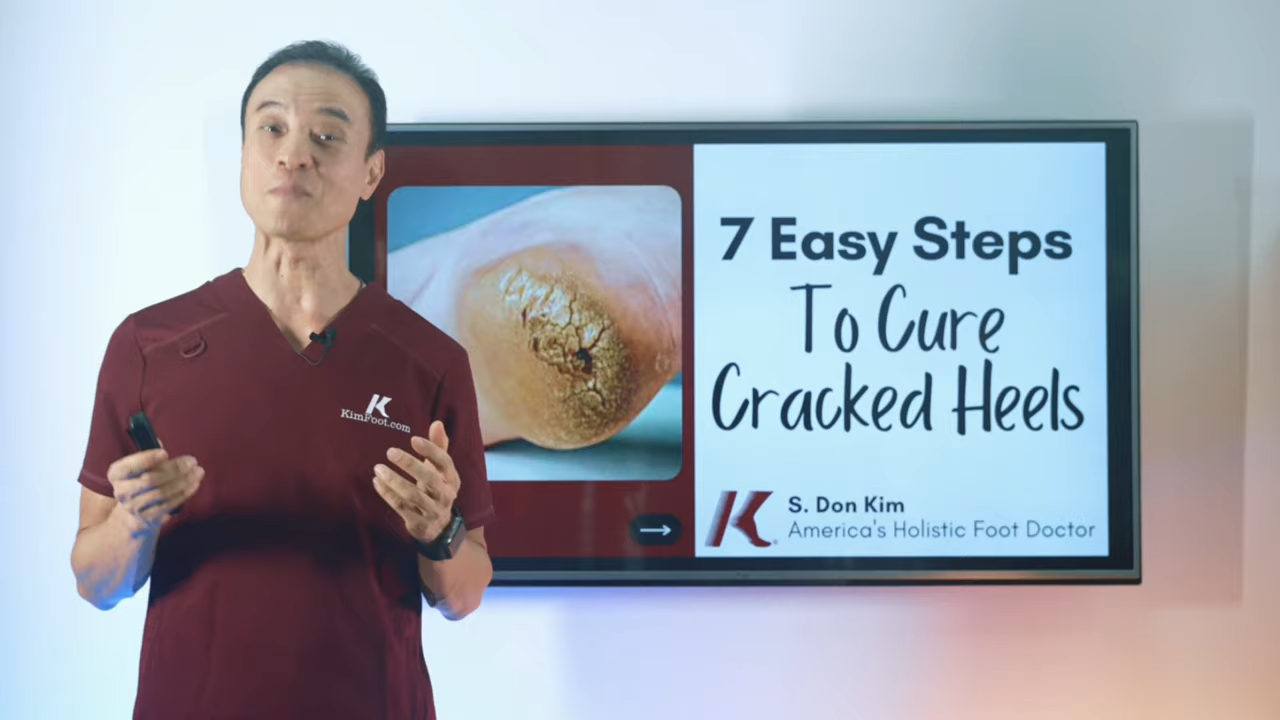 KimFoot.com
7 Easy Steps
To Cure
Cracked Heels
S. Don Kim
America's Holistic Foot Doctor